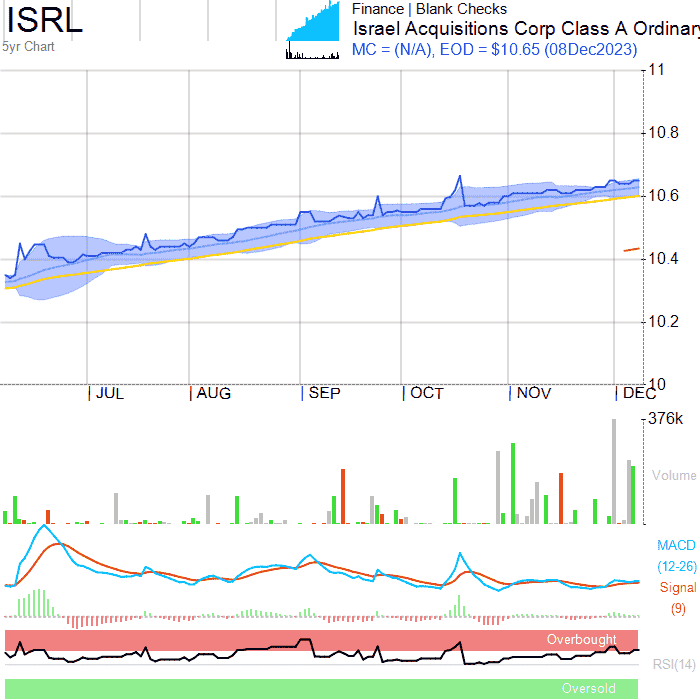 ISRL
5yr Chart
Finance | Blank Checks
Israel Acquisitions Corp Class A Ordinary
MC = (N/A), EOD = $10.65 (08Dec2023)
11
10.8
10.6
10.4
10.2
10
JUL AUG SEP OCT NOV DEC
376k
Volume
MACD
(12-26)
Signal
(9)
Overbought
RSI(14)
Oversold